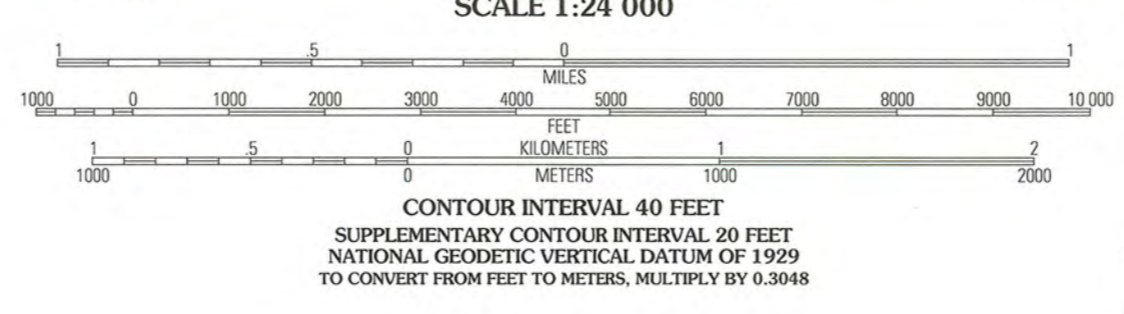 SCALE 1:24 000
1 .5 0 1
MILES
1000 0 1000 2000 3000 4000 5000 6000 7000 8000 9000 10 000
FEET
1 .5 0 KILOMETERS 1 2
1000 0 METERS 1000 2000
CONTOUR INTERVAL 40 FEET
SUPPLEMENTARY CONTOUR INTERVAL 20 FEET
NATIONAL GEODETIC VERTICAL DATUM OF 1929
TO CONVERT FROM FEET TO METERS, MULTIPLY BY 0.3048